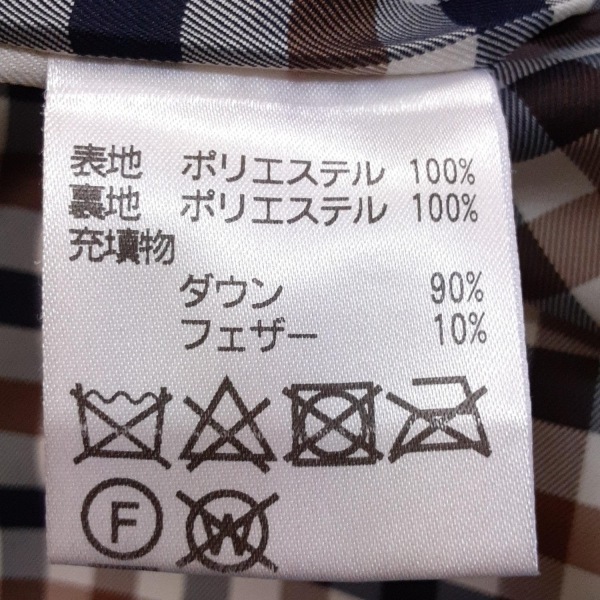 表地 ポリエステル 100%
裏地 ポリエステル 100%
充填物
ダウン 90%
フェザー 10%
F W